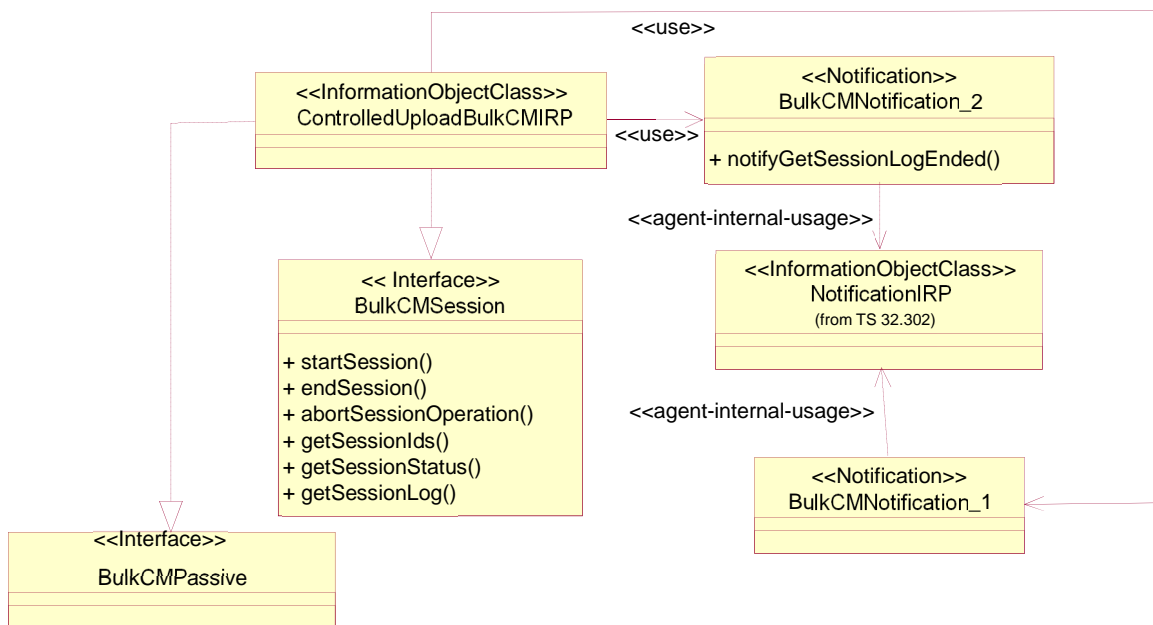 <<use>>
<<InformationObjectClass>>
ControlledUploadBulkCMIRP
<<use>>
<<Notification>>
BulkCMNotification_2
+ notifyGetSessionLogEnded()
<<agent-internal-usage>>
<< Interface>>
BulkCMSession
+ startSession()
+ endSession()
+ abortSessionOperation()
+ getSessionIds()
+ getSessionStatus()
+ getSessionLog()
<<InformationObjectClass>>
NotificationIRP
(from TS 32.302)
<<agent-internal-usage>>
<<Notification>>
BulkCMNotification_1
<<Interface>>
BulkCMPassive